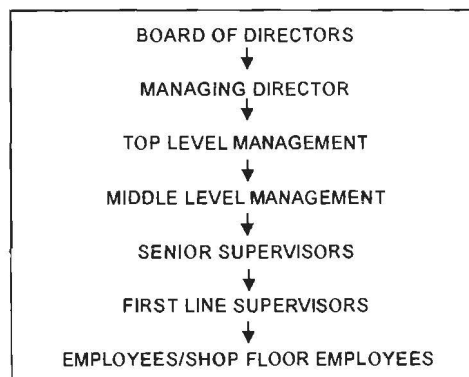 BOARD OF DIRECTORS
MANAGING DIRECTOR
TOP LEVEL MANAGEMENT
MIDDLE LEVEL MANAGEMENT
SENIOR SUPERVISORS
FIRST LINE SUPERVISORS
EMPLOYEES/SHOP FLOOR EMPLOYEES